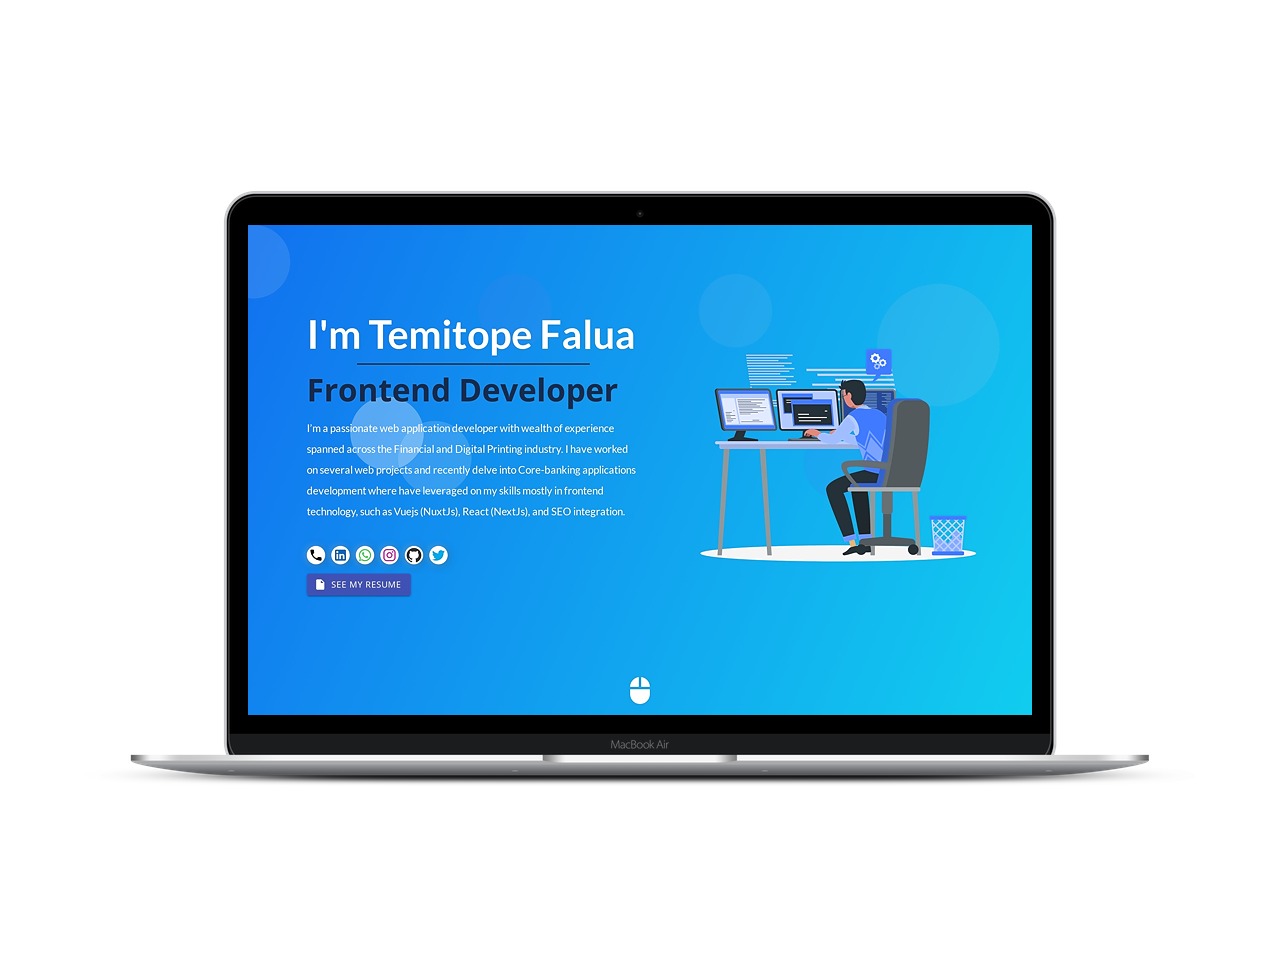 I'm Temitope Falua
Frontend Developer
I'm a passionate web application developer with wealth of experience
spanned across the Financial and Digital Printing industry. I have worked
on several web projects and recently delve into Core-banking applications
development where have leveraged on my skills mostly in frontend
technology, such as Vuejs (NuxtJs), React (NextJs), and SEO integration.
SEE MY RESUME
MacBook Air